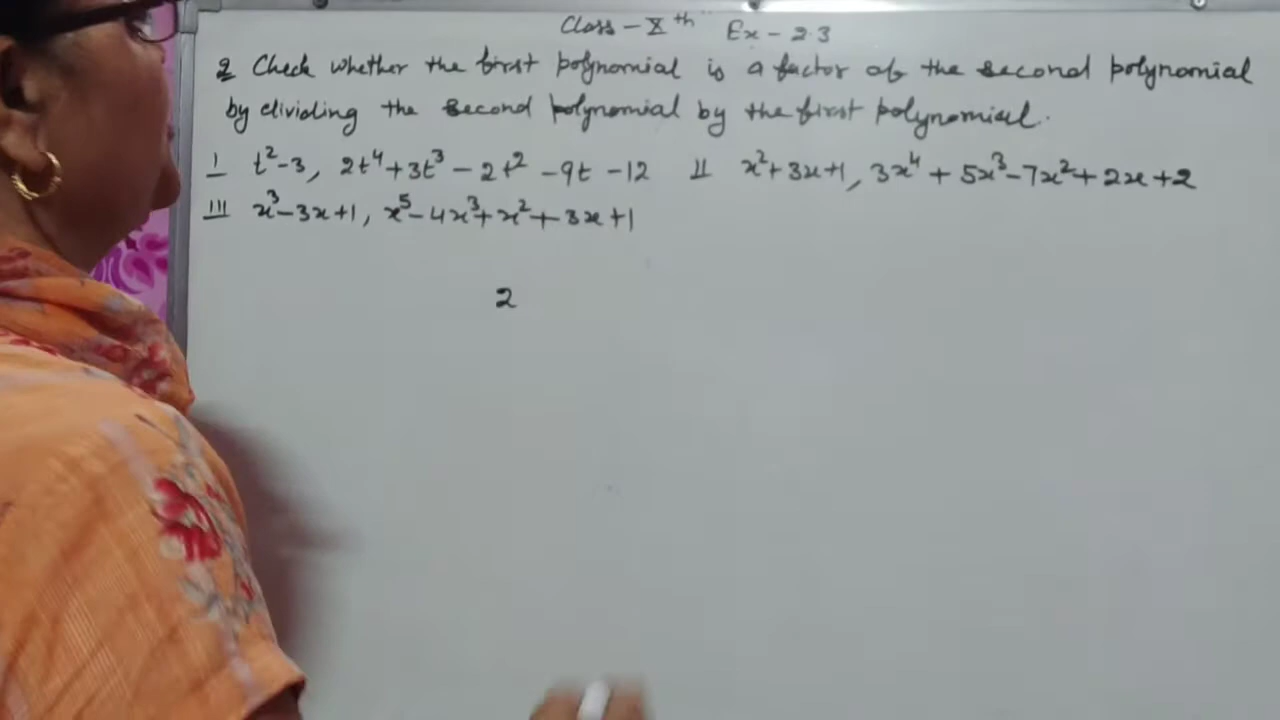 Class - Xth Ex - 2.3
Q Check whether the first polynomial is a factor of the second polynomial
by dividing the second polynomial by the first polynomial.
I t²-3, 2t⁴+3t³-2t²-9t-12 II x²+3x+1, 3x⁴+5x³-7x²+2x+2
III x³-3x+1, x⁵-4x³+x²+3x+1
2